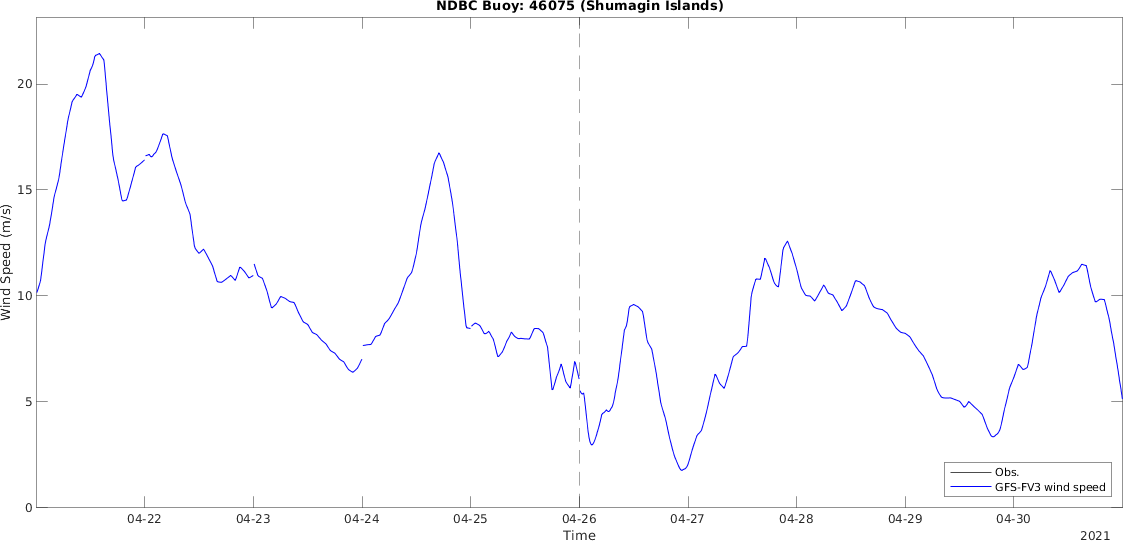 NDBC Buoy: 46075 (Shumagin Islands)
20
15
10
5
0
Wind Speed (m/s)
04-22 04-23 04-24 04-25 04-26 04-27 04-28 04-29 04-30
Time
2021
Obs.
GFS-FV3 wind speed